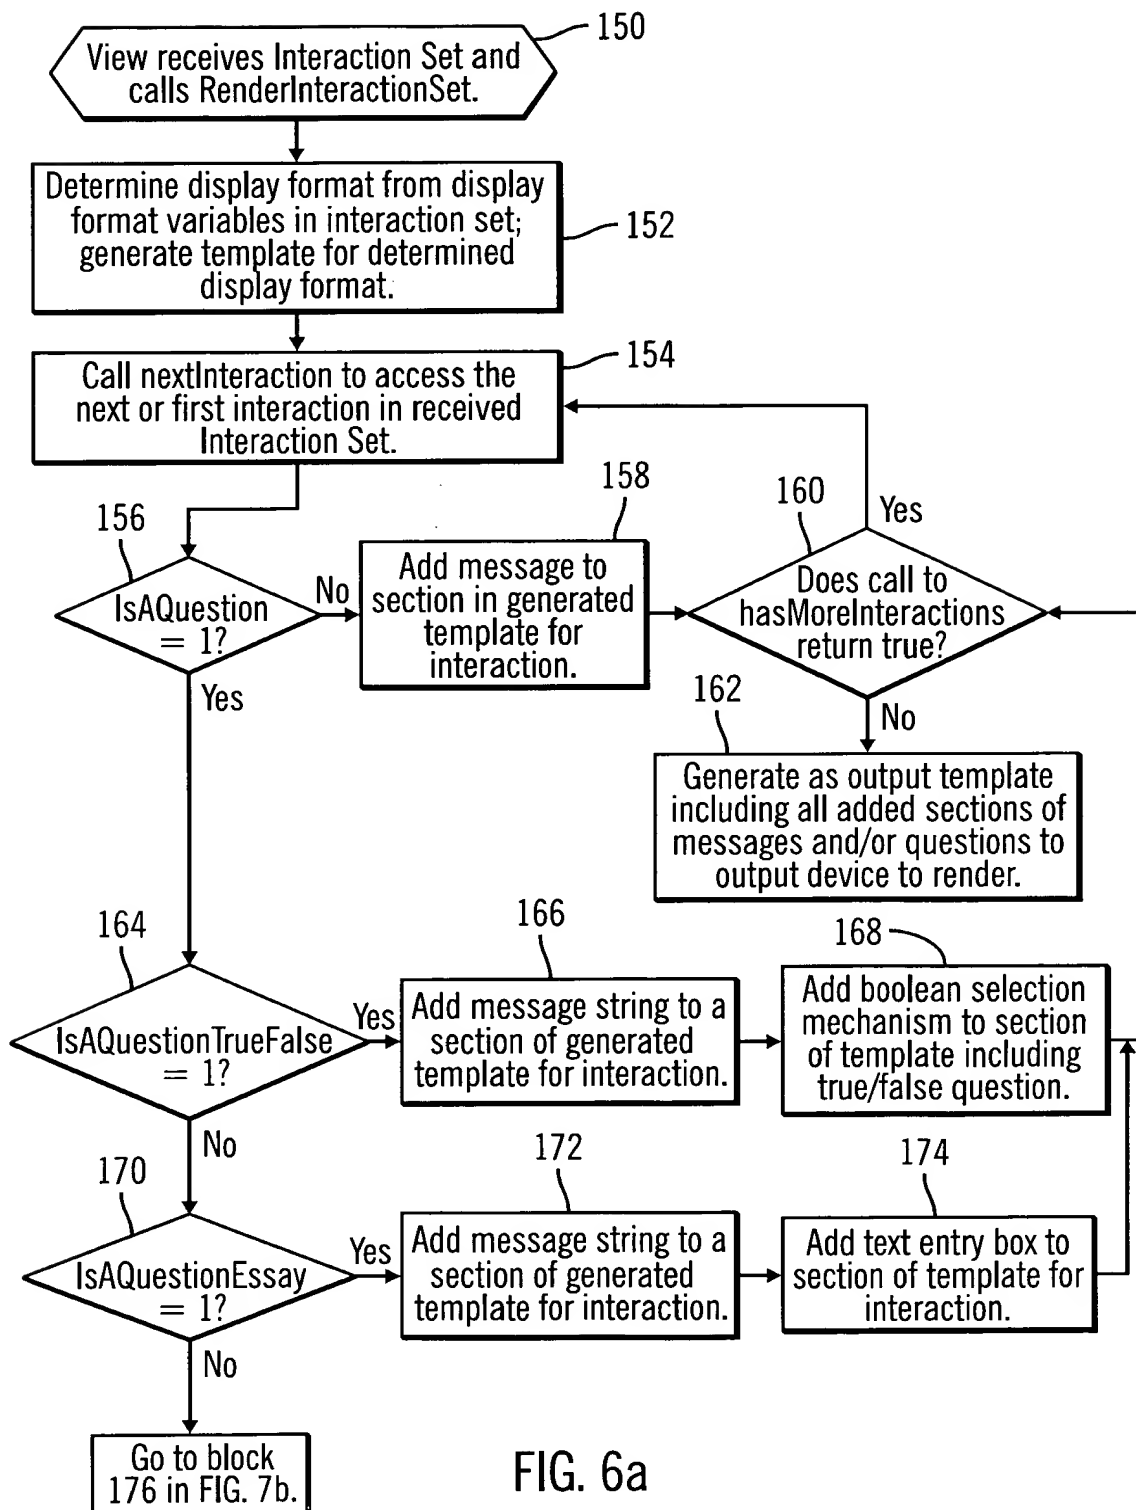 150
View receives Interaction Set and
calls RenderInteractionSet.
Determine display format from display
format variables in interaction set;
generate template for determined
display format.
152
154
Call nextInteraction to access the
next or first interaction in received
Interaction Set.
156
IsAQuestion
= 1?
No
Yes
158
Add message to
section in generated
template for
interaction.
160
Yes
Does call to
hasMoreInteractions
return true?
No
162
Generate as output template
including all added sections of
messages and/or questions to
output device to render.
164
IsAQuestionTrueFalse
= 1?
Yes
No
166
Add message string to a
section of generated
template for interaction.
168
Add boolean selection
mechanism to section
of template including
true/false question.
170
IsAQuestionEssay
= 1?
Yes
No
172
Add message string to a
section of generated
template for interaction.
174
Add text entry box to
section of template for
interaction.
Go to block
176 in FIG. 7b.
FIG. 6a